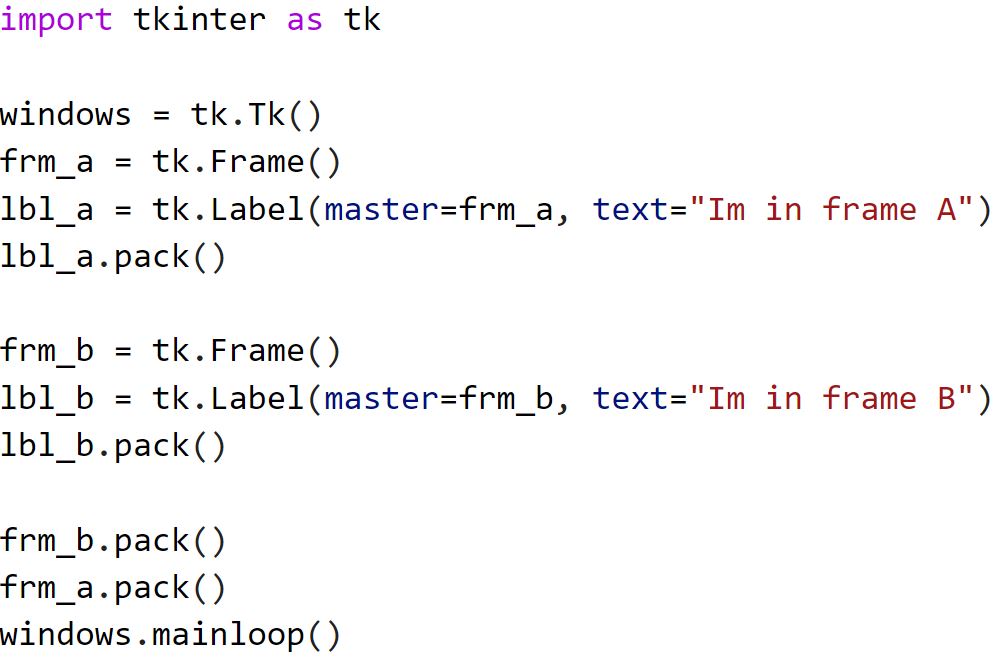 import tkinter as tk
windows = tk.Tk()
frm_a = tk.Frame()
lbl_a = tk.Label(master=frm_a, text="Im in frame A")
lbl_a.pack()
frm_b = tk.Frame()
lbl_b = tk.Label(master=frm_b, text="Im in frame B")
lbl_b.pack()
frm_b.pack()
frm_a.pack()
windows.mainloop()